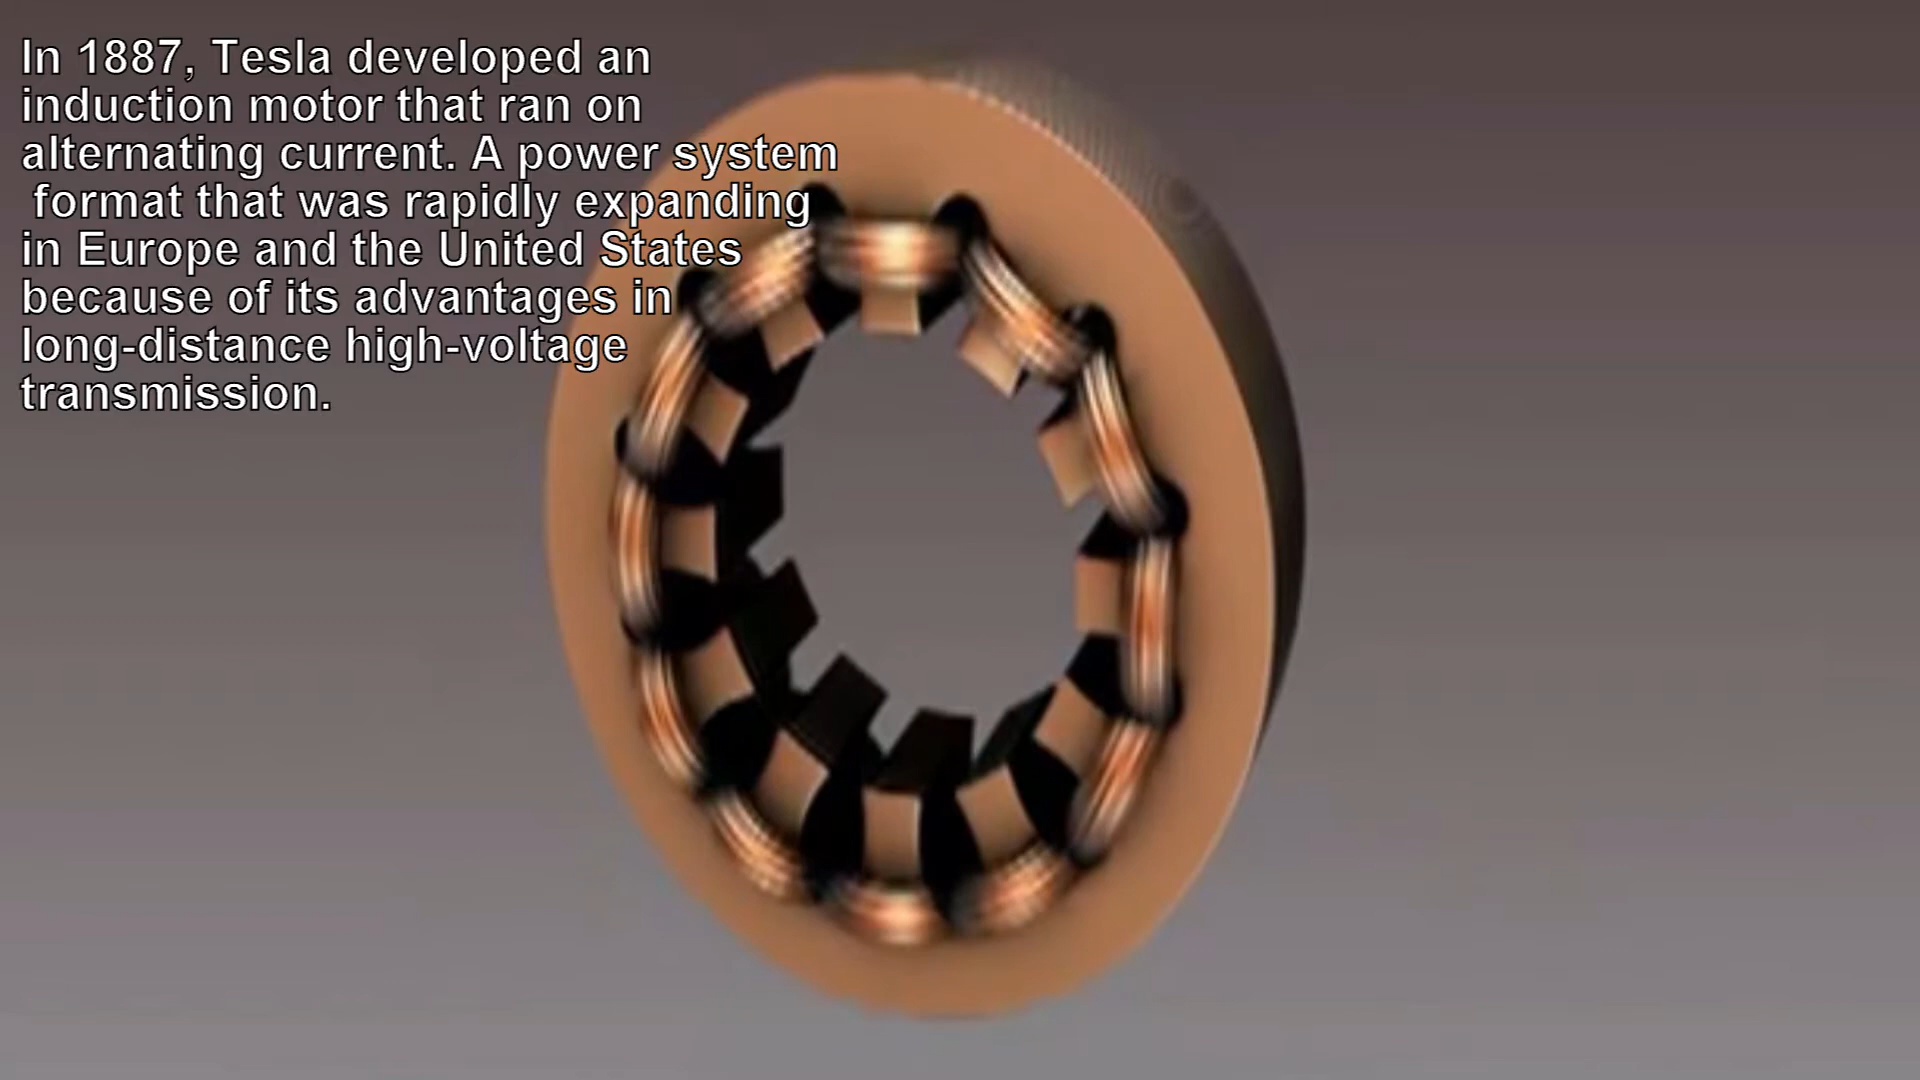 In 1887, Tesla developed an
induction motor that ran on
alternating current. A power system
format that was rapidly expanding
in Europe and the United States
because of its advantages in
long-distance high-voltage
transmission.